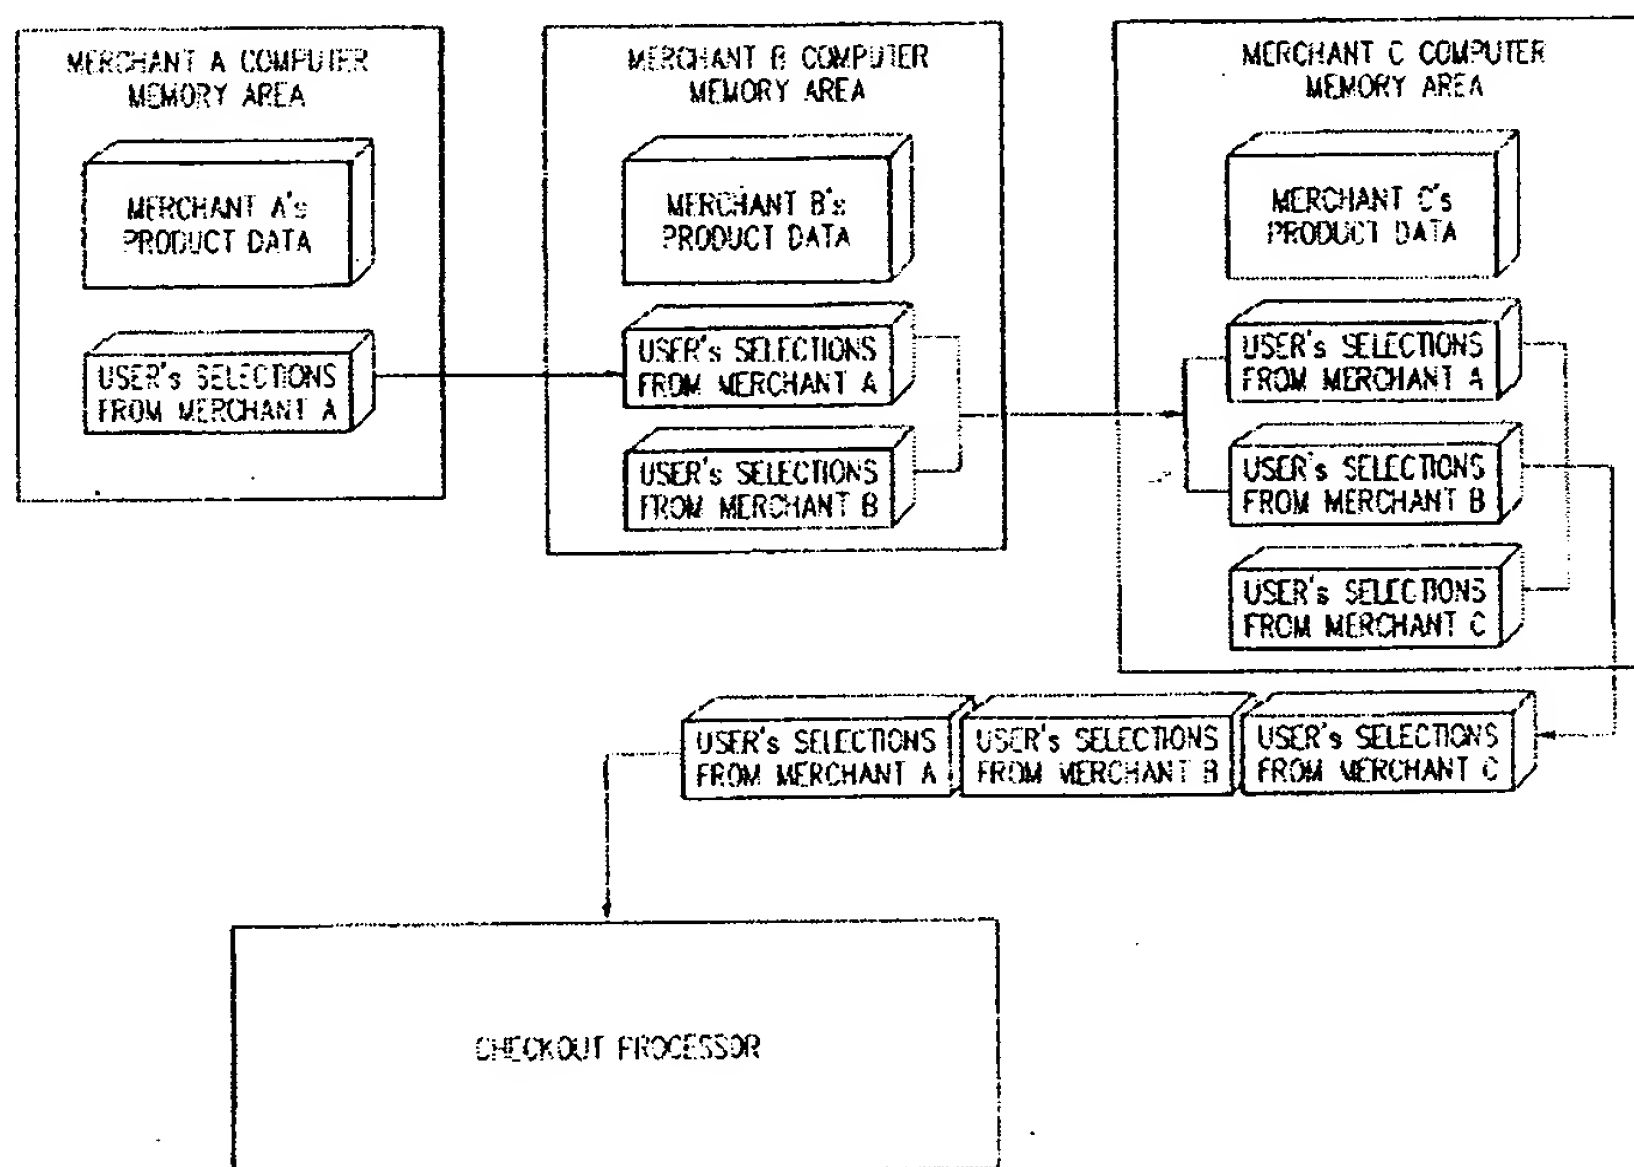 MERCHANT A COMPUTER
MEMORY AREA
MERCHANT A's
PRODUCT DATA
USER's SELECTIONS
FROM MERCHANT A
MERCHANT B COMPUTER
MEMORY AREA
MERCHANT B's
PRODUCT DATA
USER's SELECTIONS
FROM MERCHANT A
USER's SELECTIONS
FROM MERCHANT B
MERCHANT C COMPUTER
MEMORY AREA
MERCHANT C's
PRODUCT DATA
USER's SELECTIONS
FROM MERCHANT A
USER's SELECTIONS
FROM MERCHANT B
USER's SELECTIONS
FROM MERCHANT C
USER's SELECTIONS
FROM MERCHANT A
USER's SELECTIONS
FROM MERCHANT B
USER's SELECTIONS
FROM MERCHANT C
CHECKOUT PROCESSOR